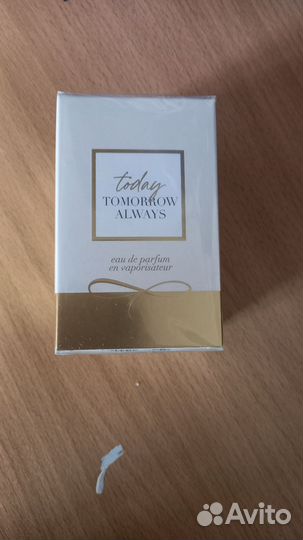 today
TOMORROW
ALWAYS
eau de parfum
en vaporisateur
Avito